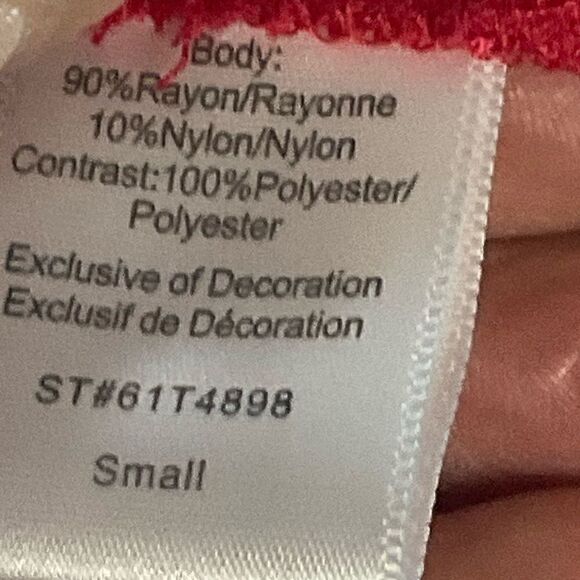 Body:
90%Rayon/Rayonne
10%Nylon/Nylon
Contrast:100%Polyester/
Polyester
Exclusive of Decoration
Exclusif de Décoration
ST#61T4898
Small